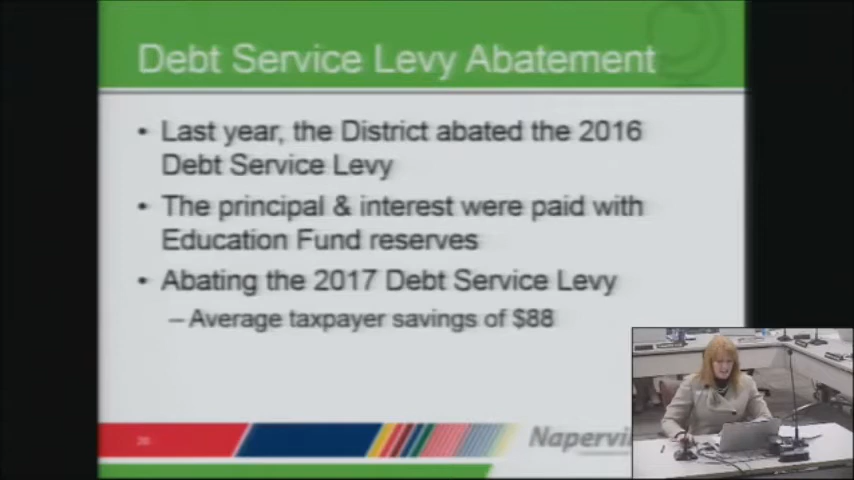 Debt Service Levy Abatement
• Last year, the District abated the 2016
Debt Service Levy
• The principal & interest were paid with
Education Fund reserves
• Abating the 2017 Debt Service Levy
– Average taxpayer savings of $88
Napervi